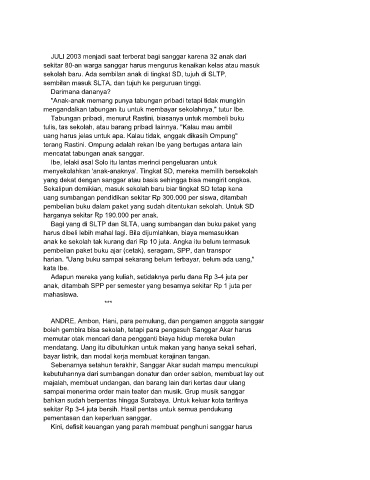 JULI 2003 menjadi saat terberat bagi sanggar karena 32 anak dari
sekitar 80-an warga sanggar harus mengurus kenaikan kelas atau masuk
sekolah baru. Ada sembilan anak di tingkat SD, tujuh di SLTP,
sembilan masuk SLTA, dan tujuh ke perguruan tinggi.
Darimana dananya?
"Anak-anak memang punya tabungan pribadi tetapi tidak mungkin
mengandalkan tabungan itu untuk membayar sekolahnya," tutur Ibe.
Tabungan pribadi, menurut Rastini, biasanya untuk membeli buku
tulis, tas sekolah, atau barang pribadi lainnya. "Kalau mau ambil
uang harus jelas untuk apa. Kalau tidak, enggak dikasih Ompung"
terang Rastini. Ompung adalah rekan Ibe yang bertugas antara lain
mencatat tabungan anak sanggar.
Ibe, lelaki asal Solo itu lantas merinci pengeluaran untuk
menyekolahkan 'anak-anaknya'. Tingkat SD, mereka memilih bersekolah
yang dekat dengan sanggar atau basis sehingga bisa mengirit ongkos.
Sekalipun demikian, masuk sekolah baru biar tingkat SD tetap kena
uang sumbangan pendidikan sekitar Rp 300.000 per siswa, ditambah
pembelian buku dalam paket yang sudah ditentukan sekolah. Untuk SD
harganya sekitar Rp 190.000 per anak.
Bagi yang di SLTP dan SLTA, uang sumbangan dan buku paket yang
harus dibeli lebih mahal lagi. Bila dijumlahkan, biaya memasukkan
anak ke sekolah tak kurang dari Rp 10 juta. Angka itu belum termasuk
pembelian buku ajar (cetak), seragam, SPP, dan transpor
harian. "Uang buku sampai sekarang belum terbayar, belum ada uang,"
kata Ibe.
Adapun mereka yang kuliah, setidaknya perlu dana Rp 3-4 juta per
anak, ditambah SPP per semester yang besarnya sekitar Rp 1 juta per
mahasiswa.
***
ANDRE, Ambon, Hani, para pemulung, dan pengamen anggota sanggar
boleh gembira bisa sekolah, tetapi para pengasuh Sanggar Akar harus
memutar otak mencari dana pengganti biaya hidup mereka bulan
mendatang. Uang itu dibutuhkan untuk makan yang hanya sekali sehari,
bayar listrik, dan modal kerja membuat kerajinan tangan.
Sebenarnya setahun terakhir, Sanggar Akar sudah mampu mencukupi
kebutuhannya dari sumbangan donatur dan order sablon, membuat lay out
majalah, membuat undangan, dan barang lain dari kertas daur ulang
sampai menerima order main teater dan musik. Grup musik sanggar
bahkan sudah berpentas hingga Surabaya. Untuk keluar kota tarifnya
sekitar Rp 3-4 juta bersih. Hasil pentas untuk semua pendukung
pementasan dan keperluan sanggar.
Kini, defisit keuangan yang parah membuat penghuni sanggar harus